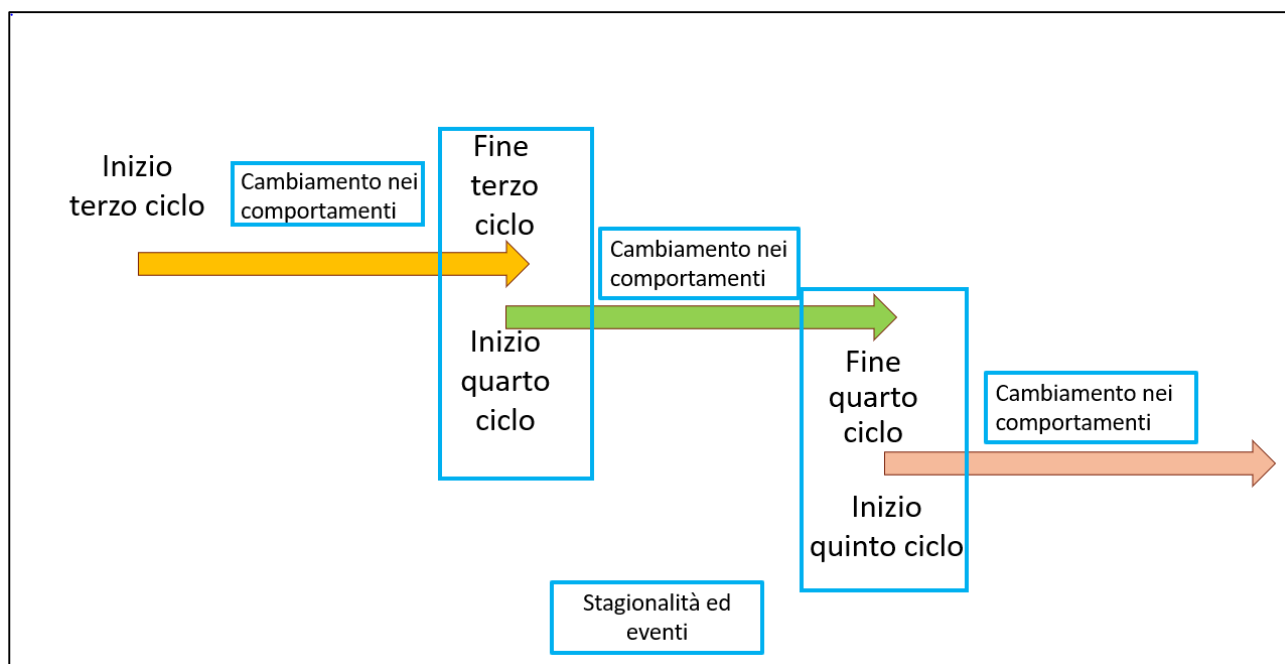 Inizio
terzo ciclo
Cambiamento nei
comportamenti
Fine
terzo
ciclo
Cambiamento nei
comportamenti
Inizio
quarto
ciclo
Fine
quarto
ciclo
Cambiamento nei
comportamenti
Inizio
quinto ciclo
Stagionalità ed
eventi